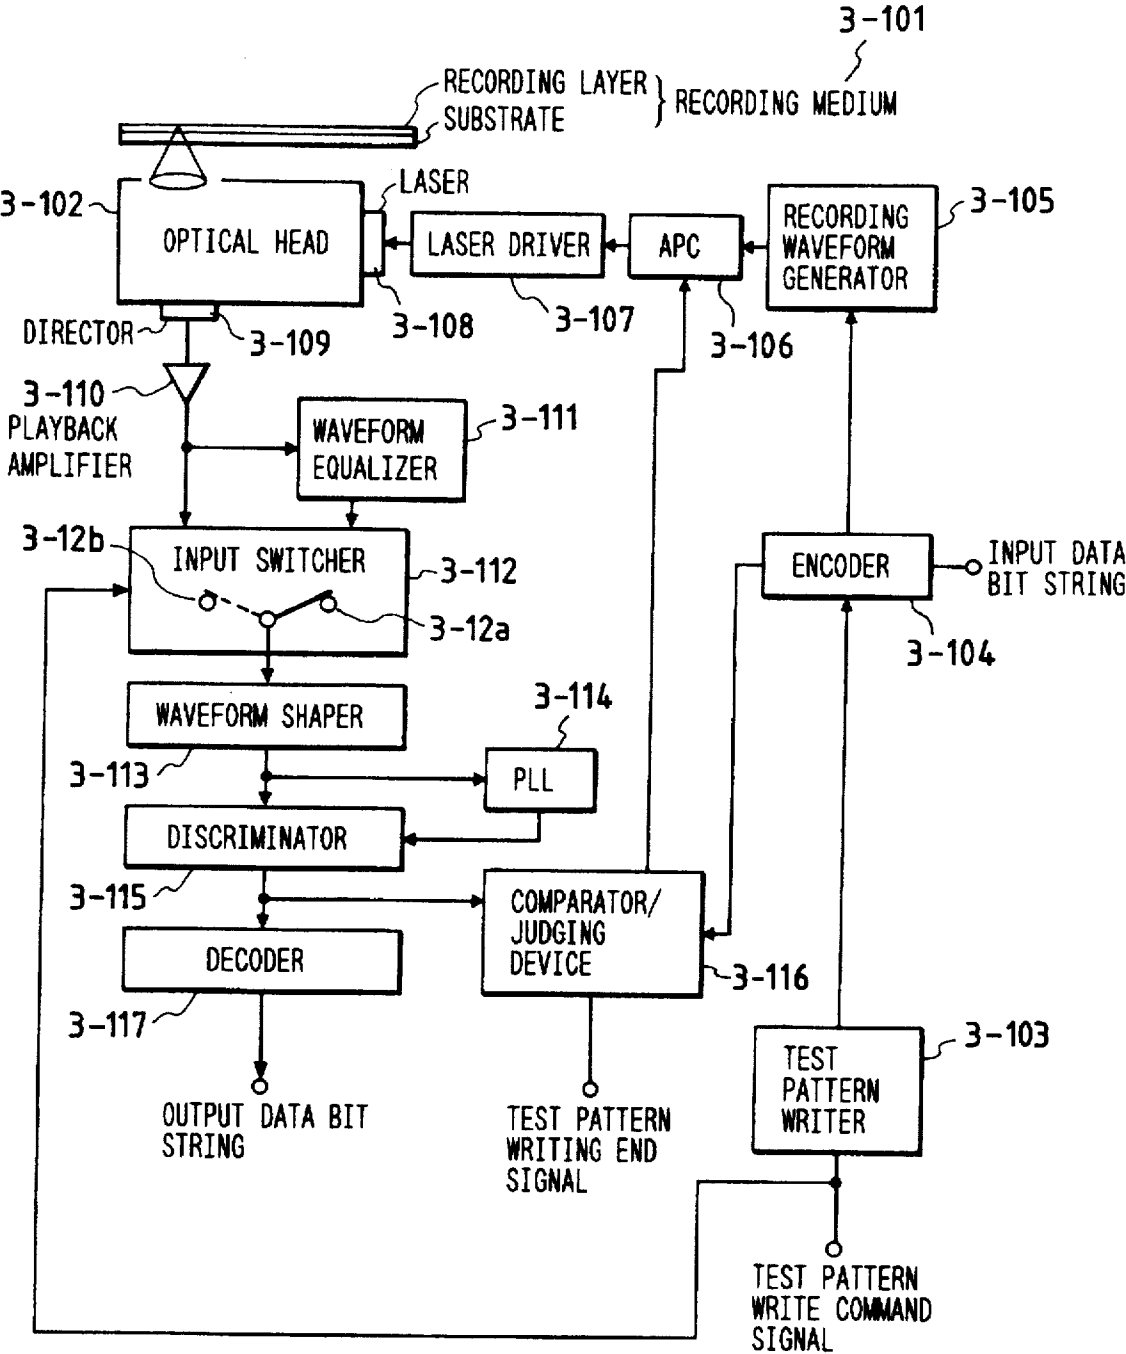 3-101
RECORDING LAYER
SUBSTRATE
RECORDING MEDIUM
3-102
LASER
OPTICAL HEAD
LASER DRIVER
APC
RECORDING
WAVEFORM
GENERATOR
3-105
DIRECTOR
3-109
3-108
3-107
3-106
3-110
PLAYBACK
AMPLIFIER
WAVEFORM
EQUALIZER
3-111
3-12b
INPUT SWITCHER
3-112
3-12a
ENCODER
INPUT DATA
BIT STRING
3-104
WAVEFORM SHAPER
3-113
3-114
PLL
DISCRIMINATOR
3-115
COMPARATOR/
JUDGING
DEVICE
3-116
DECODER
3-117
OUTPUT DATA BIT
STRING
TEST PATTERN
WRITING END
SIGNAL
TEST
PATTERN
WRITER
3-103
TEST PATTERN
WRITE COMMAND
SIGNAL